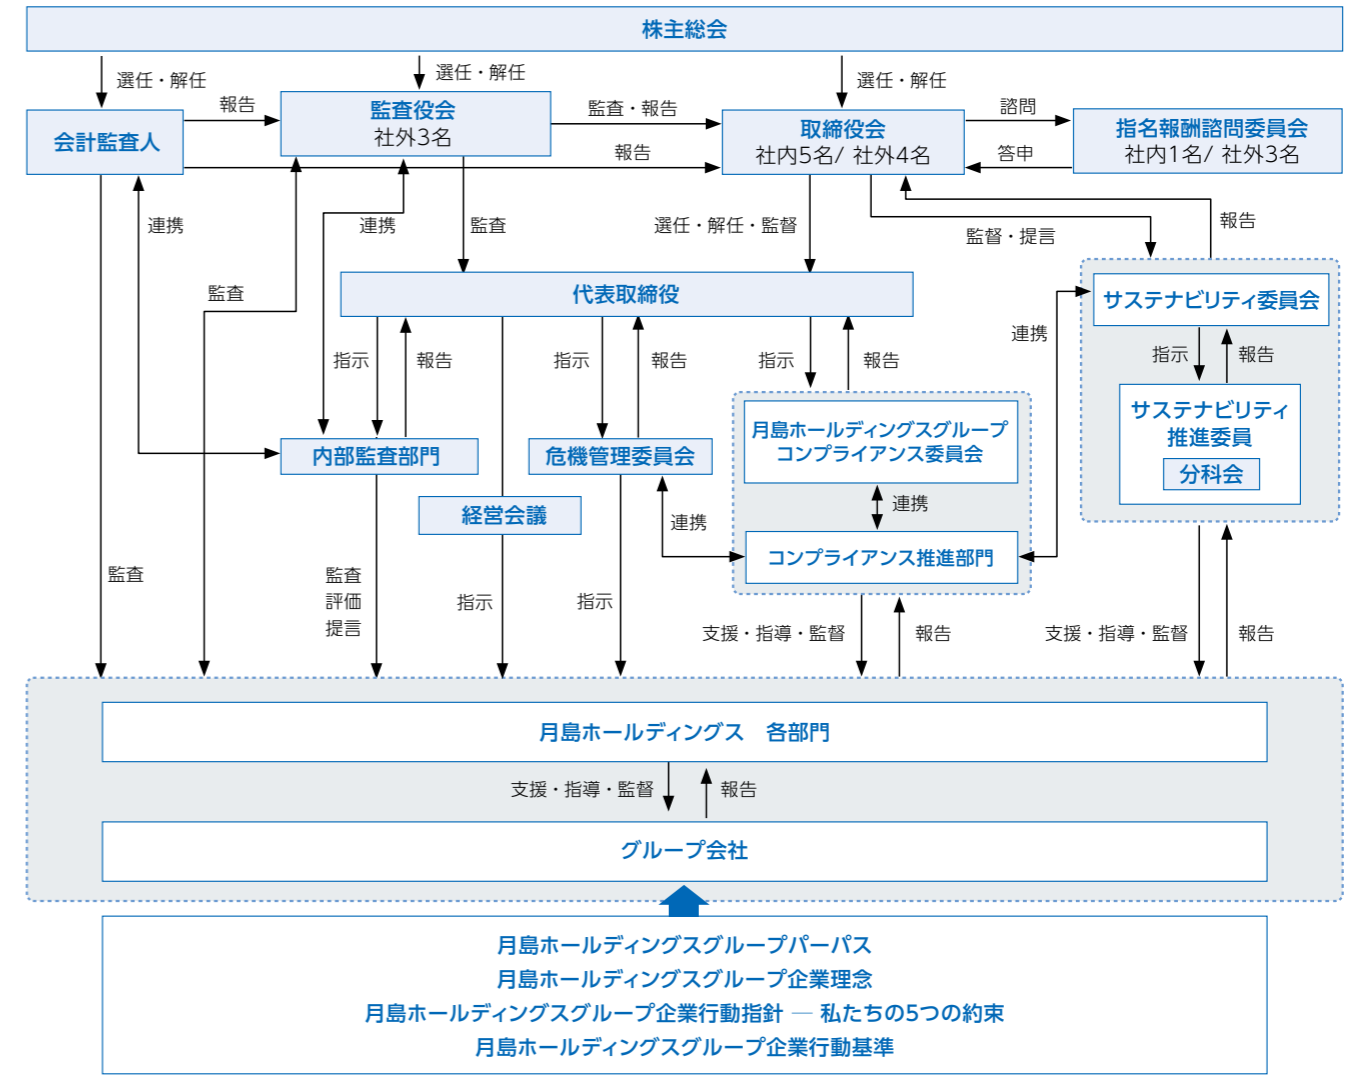 株主総会
選任・解任
選任・解任
選任・解任
会計監査人
報告
監査役会
社外3名
監査・報告
報告
取締役会
社内5名/ 社外4名
諮問
答申
指名報酬諮問委員会
社内1名/ 社外3名
連携
連携
監査
選任・解任・監督
監督・提言
報告
監査
代表取締役
サステナビリティ委員会
連携
指示
報告
指示
報告
指示
報告
指示
報告
サステナビリティ
推進委員
分科会
月島ホールディングスグループ
コンプライアンス委員会
内部監査部門
危機管理委員会
経営会議
連携
連携
コンプライアンス推進部門
監査
監査
評価
提言
指示
指示
支援・指導・監督
報告
支援・指導・監督
報告
月島ホールディングス　各部門
支援・指導・監督
報告
グループ会社
月島ホールディングスグループパーパス
月島ホールディングスグループ企業理念
月島ホールディングスグループ企業行動指針 ― 私たちの5つの約束
月島ホールディングスグループ企業行動基準